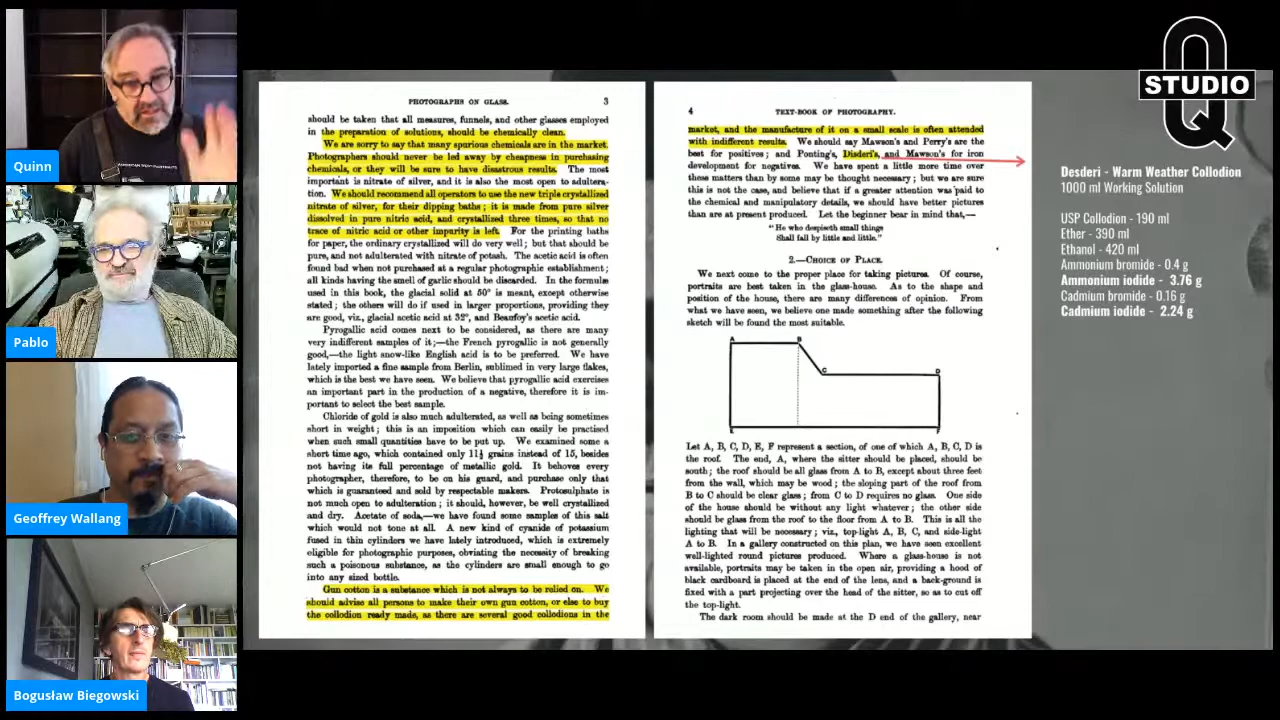 Quinn
Pablo
Geoffrey Wallang
Bogusław Biegowski
PHOTOGRAPHS ON GLASS. 3
should be taken that all measures, funnels, and other glasses employed
in the preparation of solutions, should be chemically clean.
We are sorry to say that many spurious chemicals are in the market.
Photographers should never be led away by cheapness in purchasing
chemicals, or they will be sure to have disastrous results. The most
important is nitrate of silver, and it is also the most open to adultera-
tion. We should recommend all operators to use the new triple crystallized
nitrate of silver, for their dipping baths; it is made from pure silver
dissolved in pure nitric acid, and crystallized three times, so that no
trace of nitric acid or other impurity is left. For the printing baths
for paper, the ordinary crystallized will do very well; but that should be
pure, and not adulterated with nitrate of potash. The acetic acid is often
found bad when not purchased at a regular photographic establishment;
all kinds having the smell of garlic should be discarded. In the formulæ
used in this book, the glacial solid at 50° is meant, except otherwise
stated; the others will do if used in larger proportions, providing they
are good, viz., glacial acetic acid at 32°, and Beaufoy's acetic acid.
Pyrogallic acid comes next to be considered, as there are many
very indifferent samples of it;—the French pyrogallic is not generally
good,—the light snow-like English acid is to be preferred. We have
lately imported a fine sample from Berlin, sublimed in very large flakes,
which is the best we have seen. We believe that pyrogallic acid exercises
an important part in the production of a negative, therefore it is im-
portant to select the best sample.
Chloride of gold is also much adulterated, as well as being sometimes
short in weight; this is an imposition which can easily be practised
when such small quantities have to be put up. We examined some a
short time ago, which contained only 11½ grains instead of 15, besides
not having its full percentage of metallic gold. It behoves every
photographer, therefore, to be on his guard, and purchase only that
which is guaranteed and sold by respectable makers. Protosulphate is
not much open to adulteration; it should, however, be well crystallized
and dry. Acetate of soda,—we have found some samples of this salt
which would not tone at all. A new kind of cyanide of potassium
fused in thin cylinders we have lately introduced, which is extremely
eligible for photographic purposes, obviating the necessity of breaking
such a poisonous substance, as the cylinders are small enough to go
into any sized bottle.
Gun cotton is a substance which is not always to be relied on. We
should advise all persons to make their own gun cotton, or else to buy
the collodion ready made, as there are several good collodions in the
4 TEXT-BOOK OF PHOTOGRAPHY.
market, and the manufacture of it on a small scale is often attended
with indifferent results. We should say Mawson's and Perry's are the
best for positives; and Ponting's, Disderi's, and Mawson's for iron
development for negatives. We have spent a little more time over
these matters than by some may be thought necessary; but we are sure
this is not the case, and believe that if a greater attention was paid to
the chemical and manipulatory details, we should have better pictures
than are at present produced. Let the beginner bear in mind that,—
"He who despiseth small things
Shall fail by little and little."
2.—CHOICE OF PLACE.
We next come to the proper place for taking pictures. Of course,
portraits are best taken in the glass-house. As to the shape and
position of the house, there are many differences of opinion. From
what we have seen, we believe one made something after the following
sketch will be found the most suitable.
A B
C D
E F
Let A, B, C, D, E, F represent a section, of one of which A, B, C, D is
the roof. The end, A, where the sitter should be placed, should be
south; the roof should be all glass from A to B, except about three feet
from the wall, which may be wood; the sloping part of the roof from
B to C should be clear glass; from C to D requires no glass. One side
of the house should be without any light whatever; the other side
should be glass from the roof to the floor from A to B. This is all the
lighting that will be necessary; viz., top-light A, B, C, and side-light
A to B. In a gallery constructed on this plan, we have seen excellent
well-lighted round pictures produced. Where a glass-house is not
available, portraits may be taken in the open air, providing a hood of
black cardboard is placed at the end of the lens, and a back-ground is
fixed with a part projecting over the head of the sitter, so as to cut off
the top-light.
The dark room should be made at the D end of the gallery, near
Q
STUDIO
Desderi - Warm Weather Collodion
1000 ml Working Solution
USP Collodion - 190 ml
Ether - 390 ml
Ethanol - 420 ml
Ammonium bromide - 0.4 g
Ammonium iodide - 3.76 g
Cadmium bromide - 0.16 g
Cadmium iodide - 2.24 g